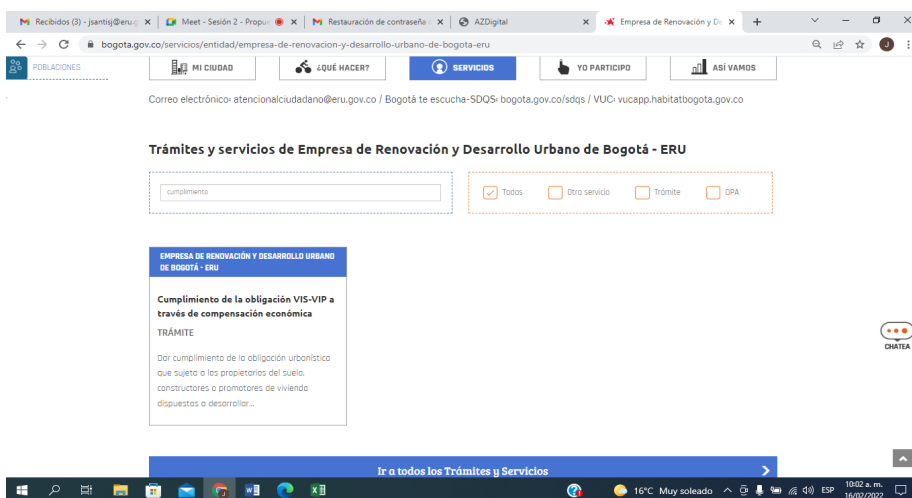 Recibidos (3) - jsantisj@eru.g
Meet - Sesión 2 - Propue
Restauración de contraseña
AZDigital
Empresa de Renovación y De
bogota.gov.co/servicios/entidad/empresa-de-renovacion-y-desarrollo-urbano-de-bogota-eru
J
POBLACIONES
MI CIUDAD
¿QUÉ HACER?
SERVICIOS
YO PARTICIPO
ASÍ VAMOS
Correo electrónico: atencionalciudadano@eru.gov.co / Bogotá te escucha-SDQS: bogota.gov.co/sdqs / VUC: vucapp.habitatbogota.gov.co
Trámites y servicios de Empresa de Renovación y Desarrollo Urbano de Bogotá - ERU
cumplimiento
Todos
Otro servicio
Trámite
OPA
EMPRESA DE RENOVACIÓN Y DESARROLLO URBANO
DE BOGOTÁ - ERU
Cumplimiento de la obligación VIS-VIP a
través de compensación económica
TRÁMITE
Dar cumplimiento de la obligación urbanística
que sujeta a los propietarios del suelo,
constructores o promotores de vivienda
dispuestos a desarrollar...
CHATEA
Ir a todos los Trámites y Servicios
16°C Muy soleado
ESP
10:02 a. m.
16/02/2022